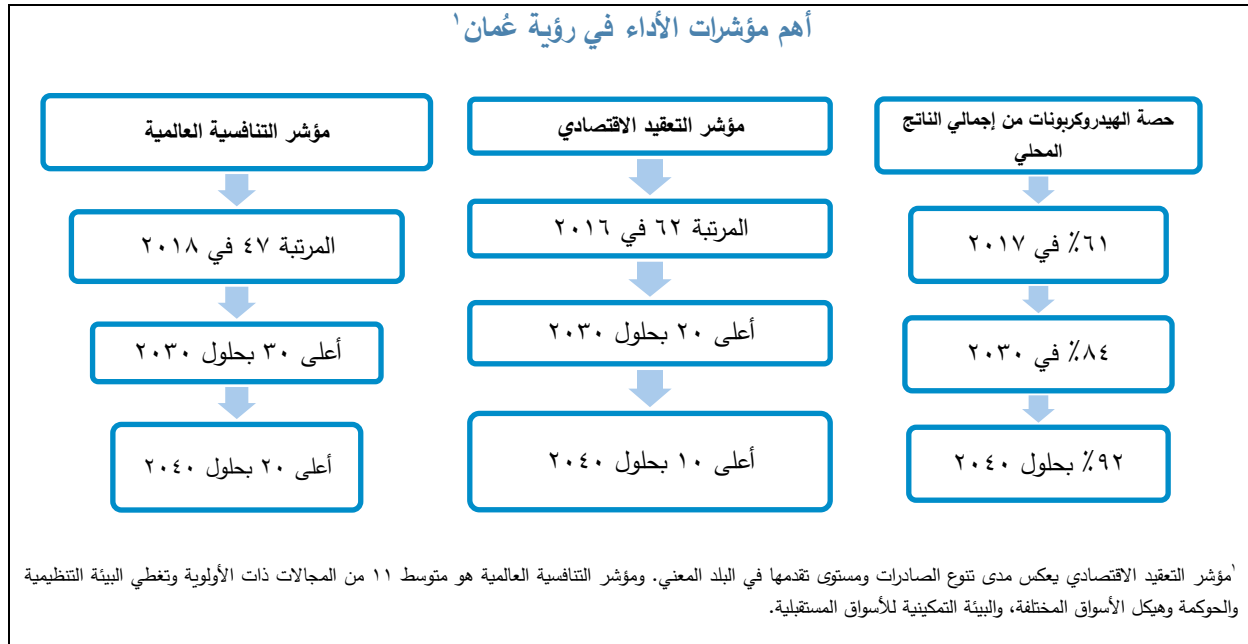 أهم مؤشرات الأداء في رؤية عُمان١
حصة الهيدروكربونات من إجمالي الناتج
المحلي
٦١٪ في ٢٠١٧
٨٤٪ في ٢٠٣٠
٩٢٪ بحلول ٢٠٤٠
مؤشر التعقيد الاقتصادي
المرتبة ٦٢ في ٢٠١٦
أعلى ٢٠ بحلول ٢٠٣٠
أعلى ١٠ بحلول ٢٠٤٠
مؤشر التنافسية العالمية
المرتبة ٤٧ في ٢٠١٨
أعلى ٣٠ بحلول ٢٠٣٠
أعلى ٢٠ بحلول ٢٠٤٠
١مؤشر التعقيد الاقتصادي يعكس مدى تنوع الصادرات ومستوى تقدمها في البلد المعني. ومؤشر التنافسية العالمية هو متوسط ١١ من المجالات ذات الأولوية وتغطي البيئة التنظيمية
والحوكمة وهيكل الأسواق المختلفة، والبيئة التمكينية للأسواق المستقبلية.